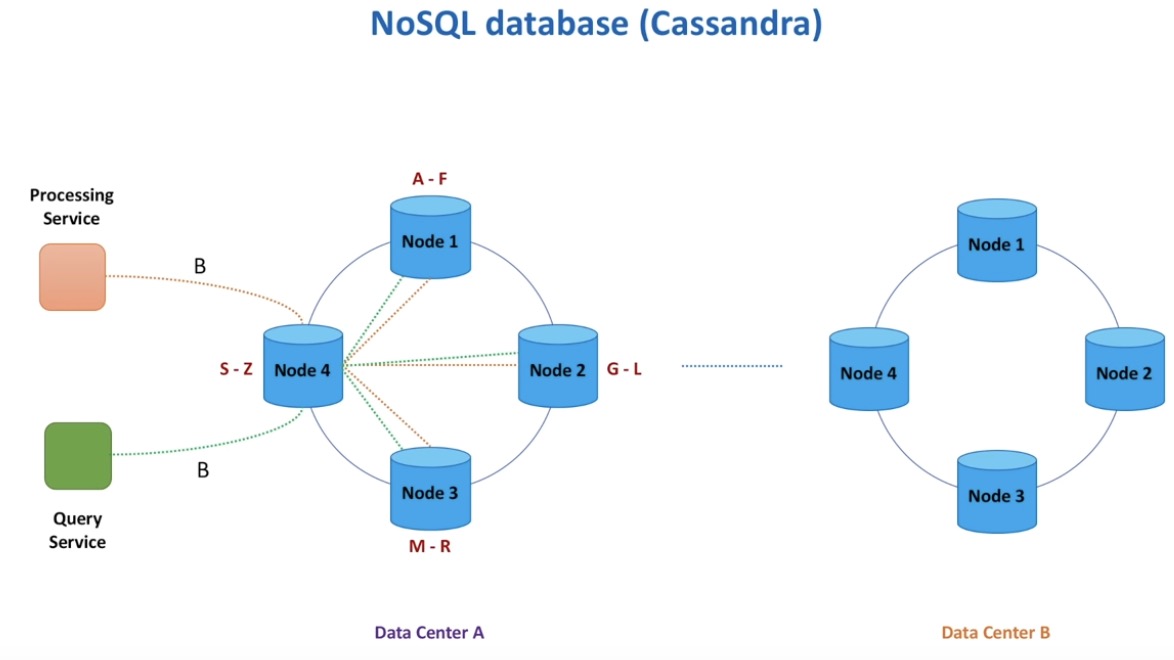 NoSQL database (Cassandra)
Processing
Service
B
A - F
Node 1
S - Z
Node 4
Node 2
G - L
Node 3
M - R
B
Query
Service
Data Center A
Node 1
Node 4
Node 2
Node 3
Data Center B